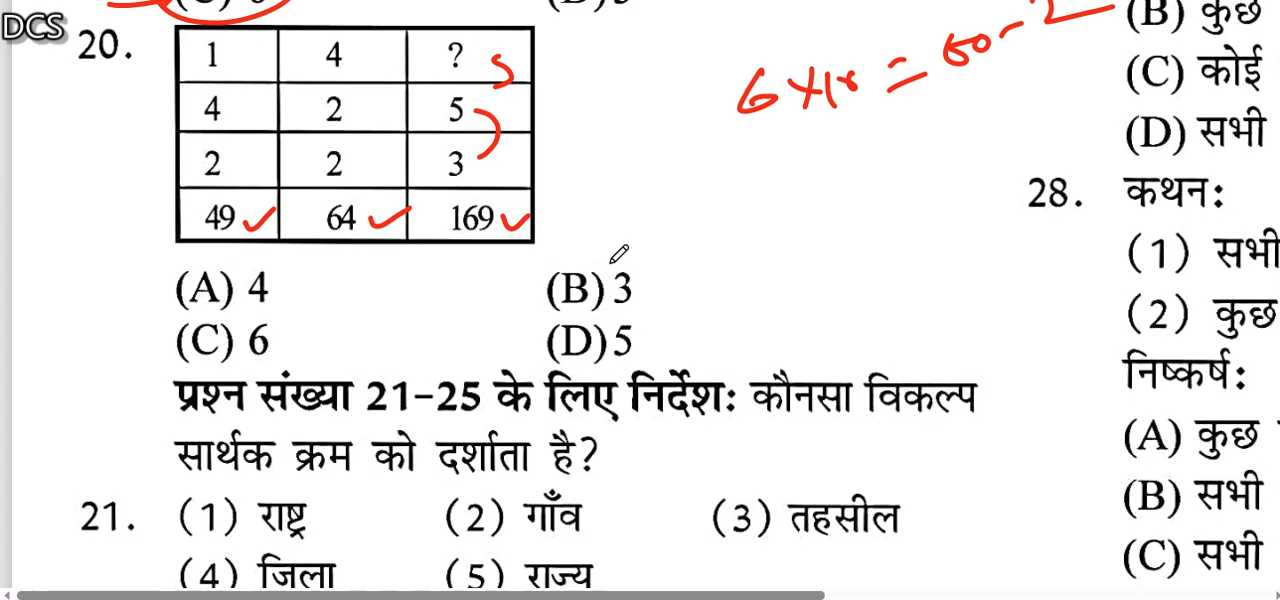 DCS
20.
1 4 ? 5
4 2 5
2 2 3
49 64 169
(A) 4 (B) 3
(C) 6 (D) 5
प्रश्न संख्या 21-25 के लिए निर्देशः कौनसा विकल्प
सार्थक क्रम को दर्शाता है?
21. (1) राष्ट्र (2) गाँव (3) तहसील
(4) जिला (5) राज्य
(B) कुछ
(C) कोई
(D) सभी
28. कथनः
(1) सभी
(2) कुछ
निष्कर्षः
(A) कुछ
(B) सभी
(C) सभी